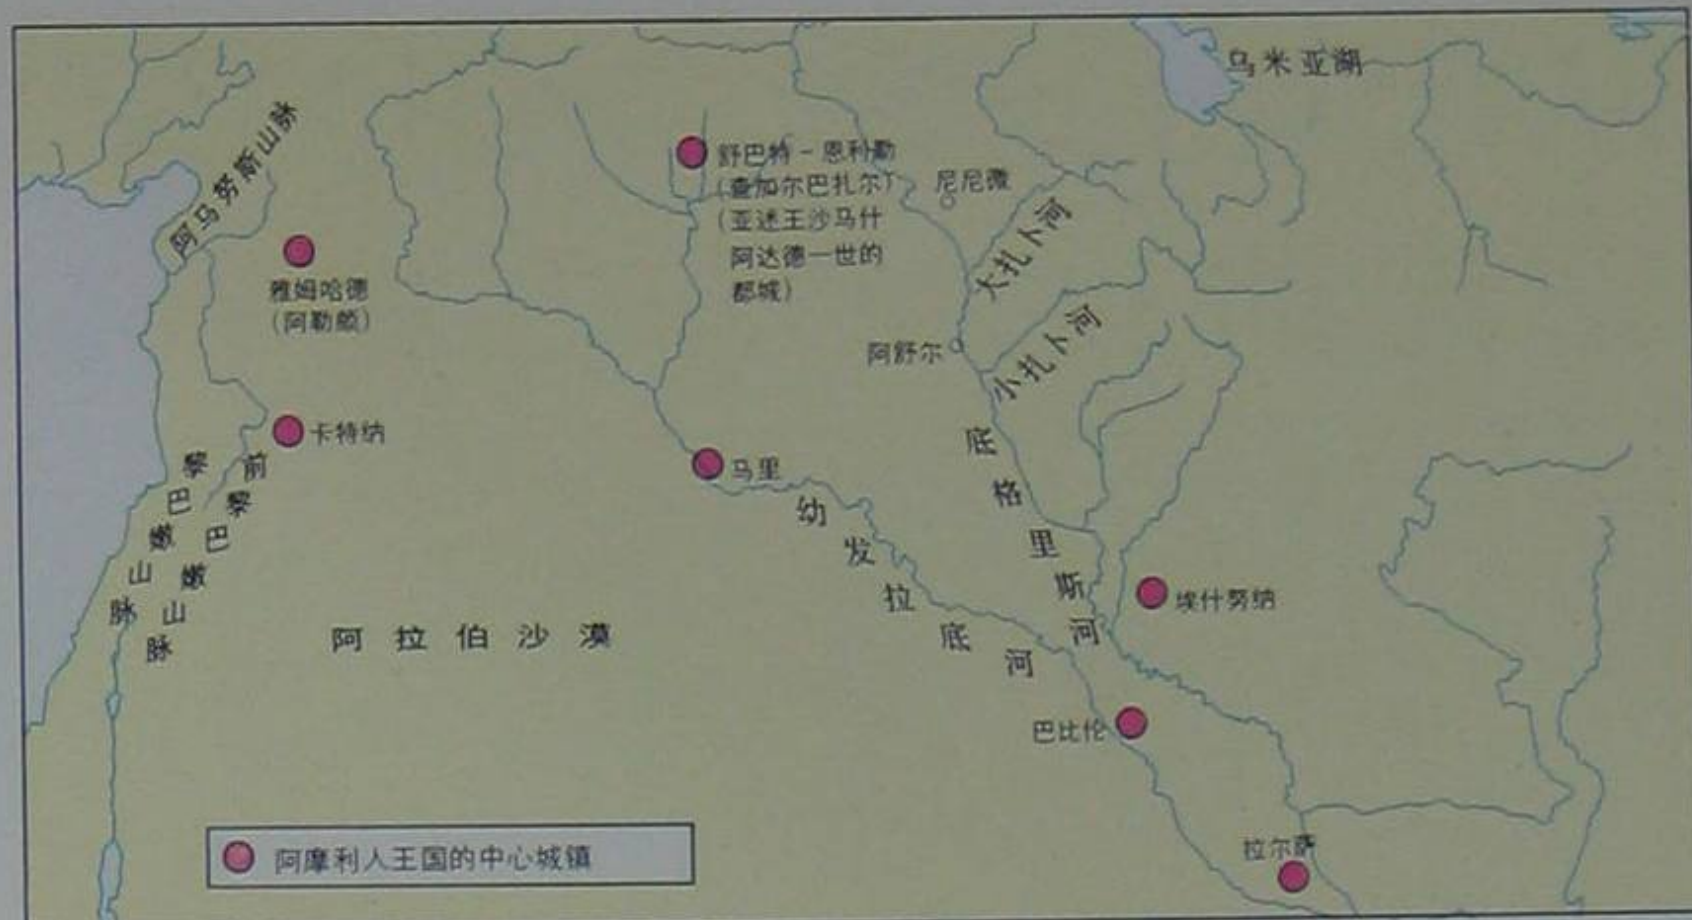 乌米亚湖
阿马努斯山脉
舒巴特－恩利勒
（查加尔巴扎尔）
（亚述王沙马什
阿达德一世的
都城）
尼尼微
大扎卜河
雅姆哈德
（阿勒颇）
阿舒尔
小扎卜河
卡特纳
马里
黎巴嫩山脉
前黎巴嫩山脉
底格里斯河
幼发拉底河
埃什努纳
阿拉伯沙漠
巴比伦
拉尔萨
阿摩利人王国的中心城镇